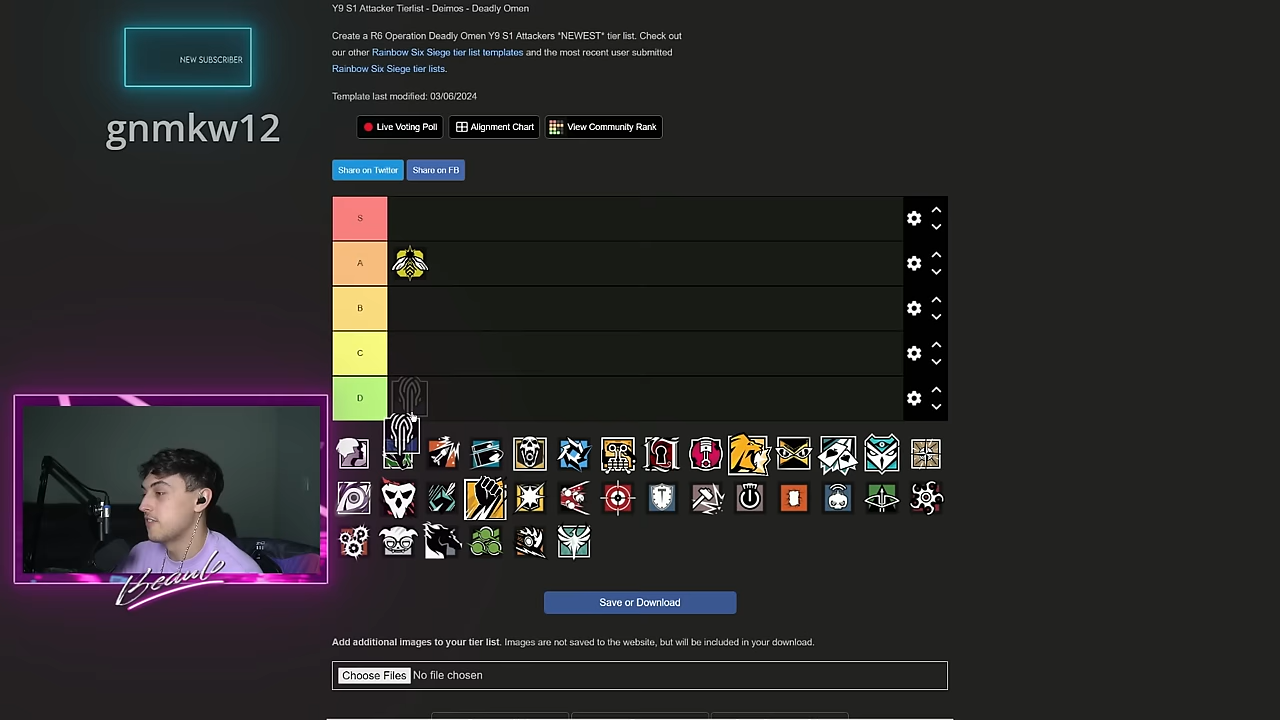 Y9 S1 Attacker Tierlist - Deimos - Deadly Omen
NEW SUBSCRIBER
gnmkw12
Create a R6 Operation Deadly Omen Y9 S1 Attackers *NEWEST* tier list. Check out
our other Rainbow Six Siege tier list templates and the most recent user submitted
Rainbow Six Siege tier lists.
Template last modified: 03/06/2024
Live Voting Poll
Alignment Chart
View Community Rank
Share on Twitter
Share on FB
S
A
B
C
D
Beaulo
Save or Download
Add additional images to your tier list. Images are not saved to the website, but will be included in your download.
Choose Files No file chosen